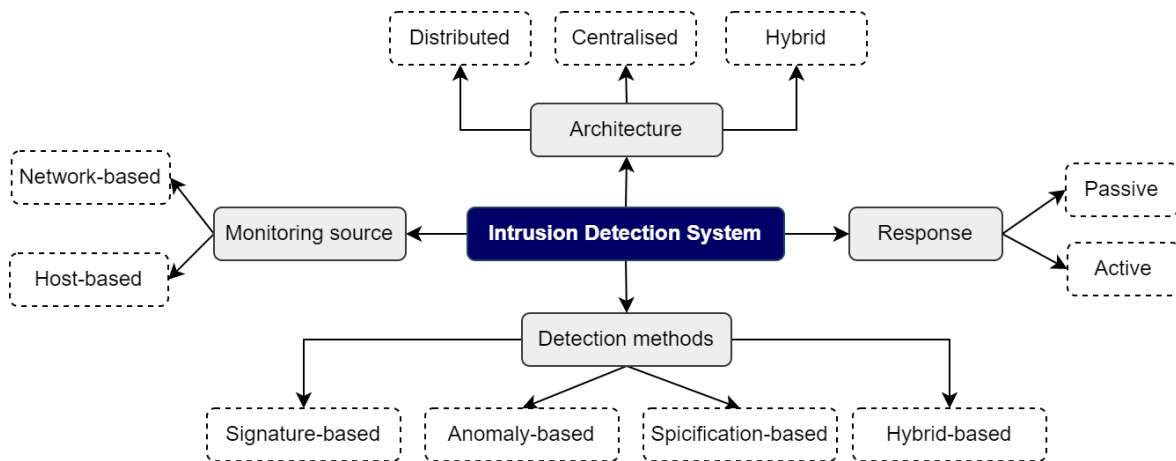 Distributed
Centralised
Hybrid
Architecture
Network-based
Passive
Monitoring source
Intrusion Detection System
Response
Host-based
Active
Detection methods
Signature-based
Anomaly-based
Spicification-based
Hybrid-based